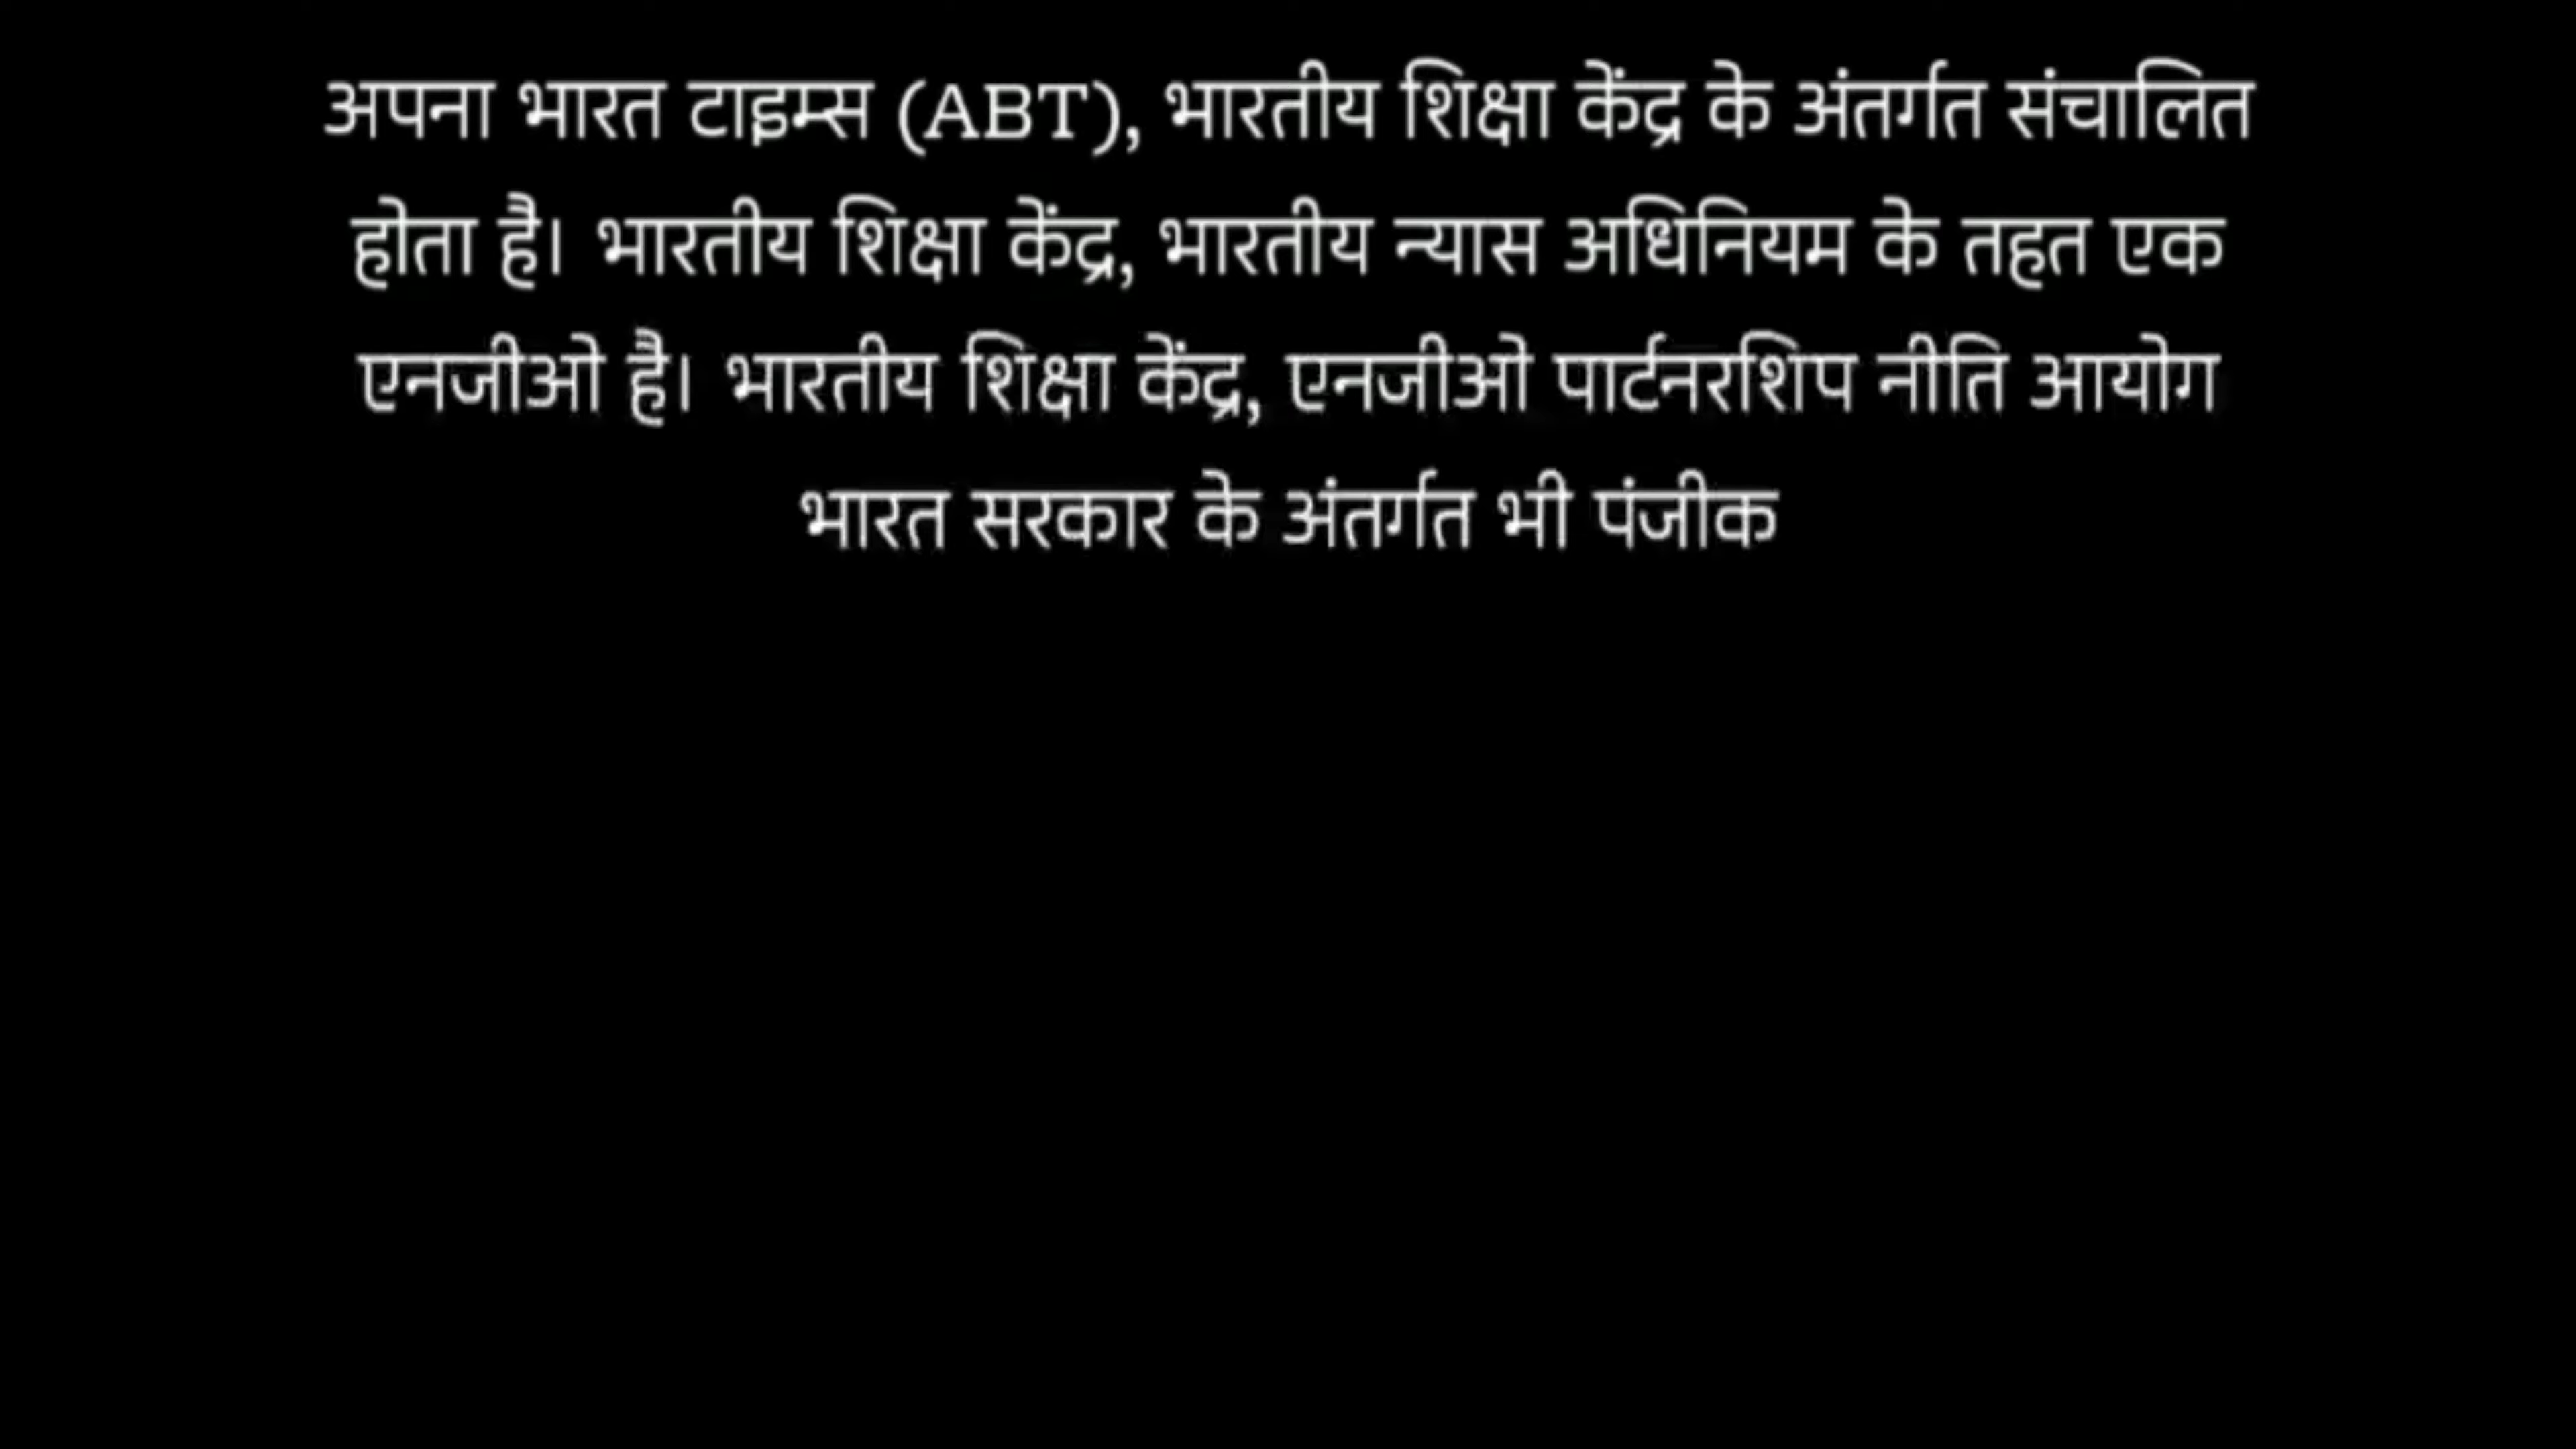 अपना भारत टाइम्स (ABT), भारतीय शिक्षा केंद्र के अंतर्गत संचालित
होता है। भारतीय शिक्षा केंद्र, भारतीय न्यास अधिनियम के तहत एक
एनजीओ है। भारतीय शिक्षा केंद्र, एनजीओ पार्टनरशिप नीति आयोग
भारत सरकार के अंतर्गत भी पंजीक